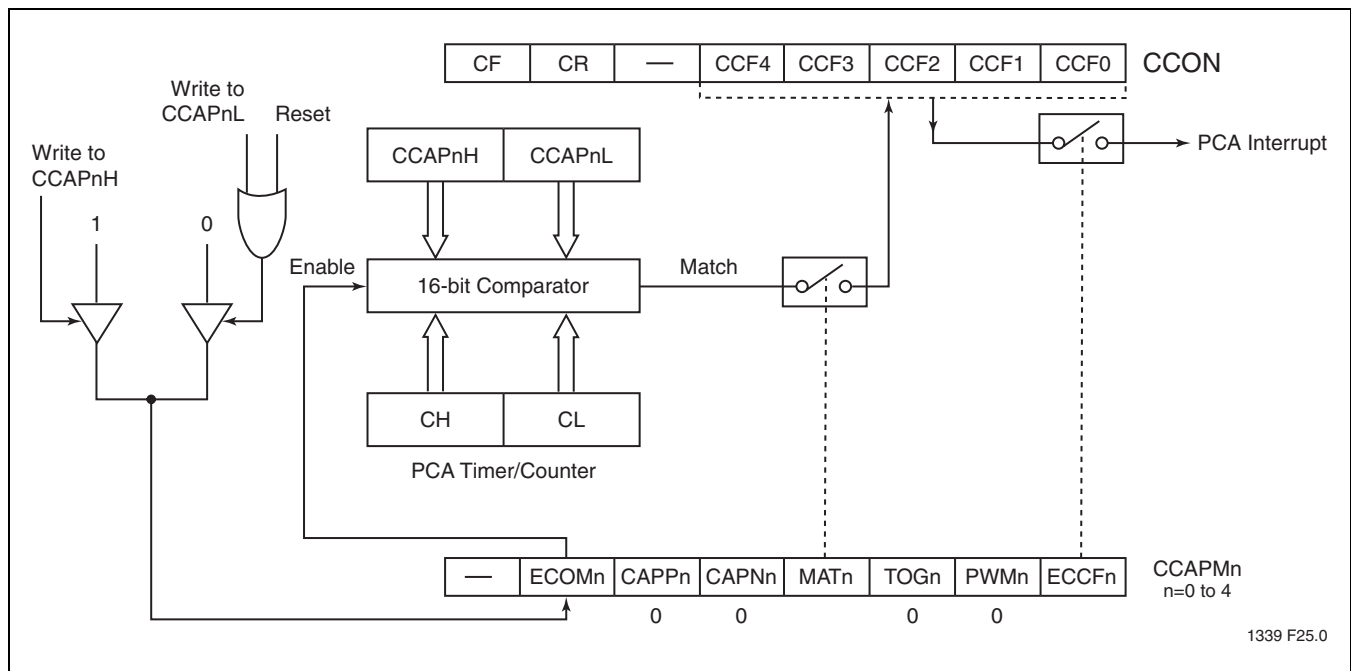 CF CR — CCF4 CCF3 CCF2 CCF1 CCF0 CCON
Write to
CCAPnL
Reset
Write to
CCAPnH
CCAPnH CCAPnL
PCA Interrupt
1 0
Enable
16-bit Comparator
Match
CH CL
PCA Timer/Counter
— ECOMn CAPPn CAPNn MATn TOGn PWMn ECCFn
CCAPMn
n=0 to 4
0 0 0 0
1339 F25.0